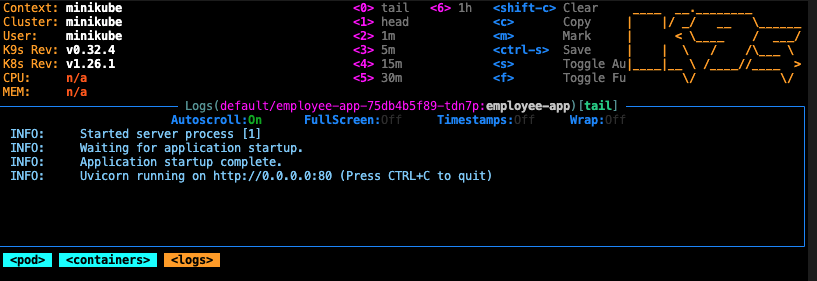 Context: minikube <0> tail <6> 1h <shift-c> Clear
Cluster: minikube <1> head <c> Copy
User: minikube <2> 1m <m> Mark
K9s Rev: v0.32.4 <3> 5m <ctrl-s> Save
K8s Rev: v1.26.1 <4> 15m <s> Toggle Au
CPU: n/a <5> 30m <f> Toggle Fu
MEM: n/a
Logs(default/employee-app-75db4b5f89-tdn7p:employee-app)[tail]
Autoscroll:On FullScreen:Off Timestamps:Off Wrap:Off
INFO: Started server process [1]
INFO: Waiting for application startup.
INFO: Application startup complete.
INFO: Uvicorn running on http://0.0.0.0:80 (Press CTRL+C to quit)
<pod> <containers> <logs>